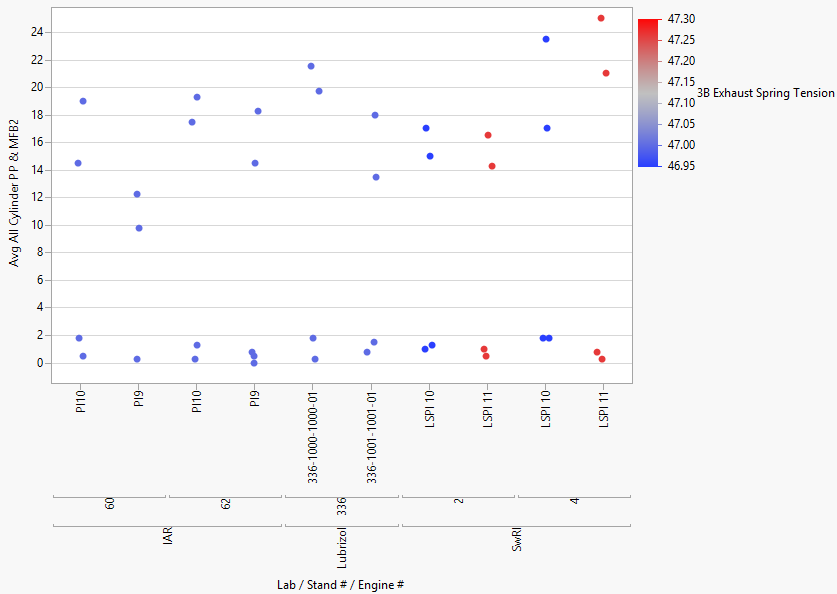 Avg All Cylinder PP & MFB2
24
22
20
18
16
14
12
10
8
6
4
2
0
47.30
47.25
47.20
47.15
47.10
47.05
47.00
46.95
3B Exhaust Spring Tension
PI10
PI9
PI10
PI9
336-1000-1000-01
336-1001-1001-01
LSPI 10
LSPI 11
LSPI 10
LSPI 11
60
62
336
2
4
IAR
Lubrizol
SwRI
Lab / Stand # / Engine #